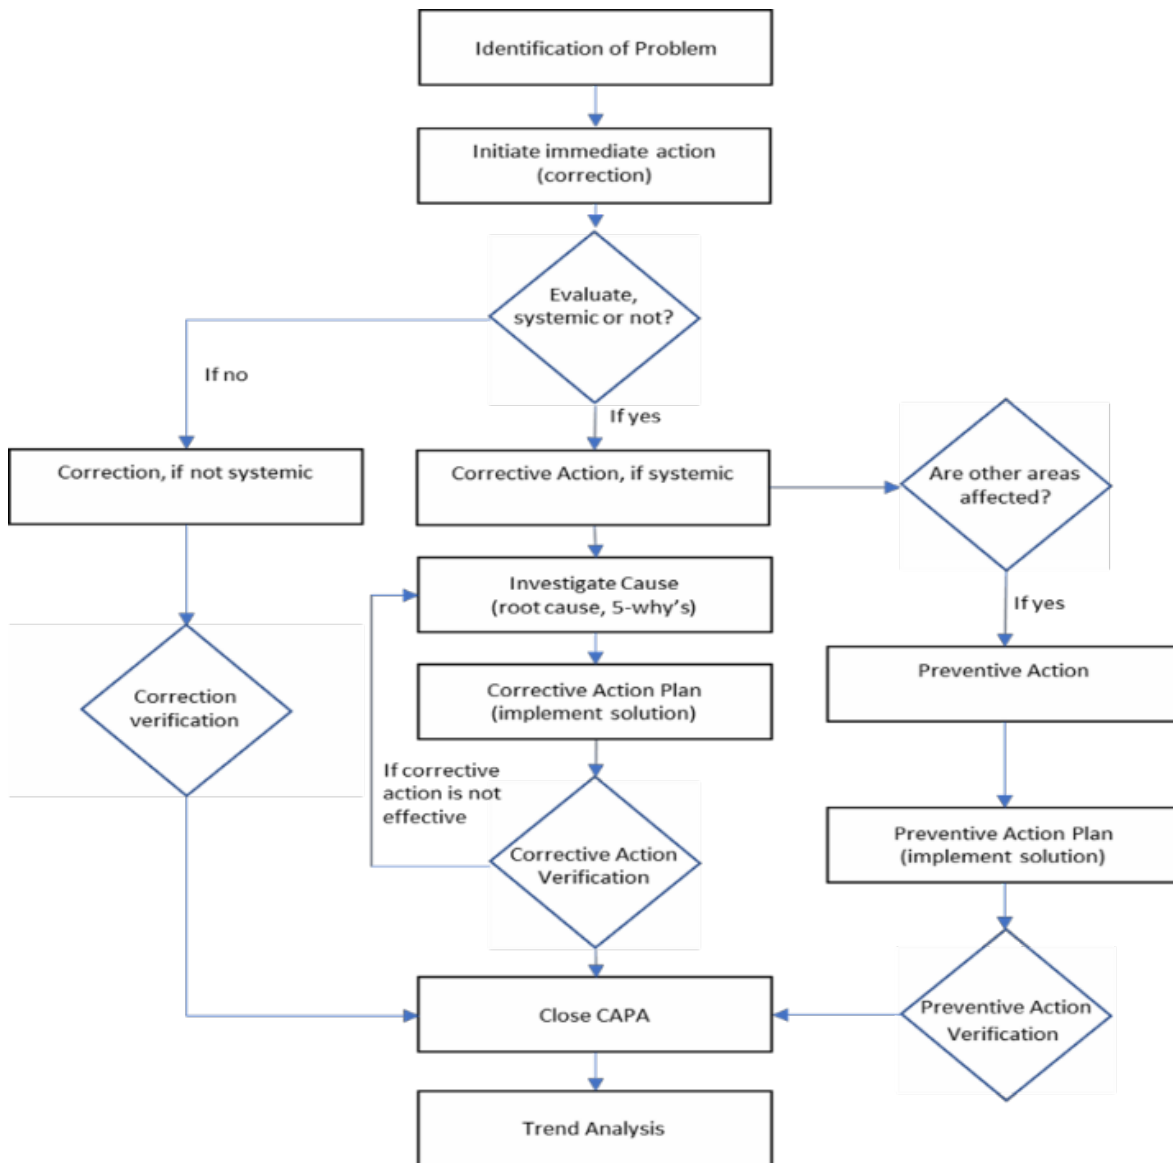 Identification of Problem
Initiate immediate action
(correction)
Evaluate,
systemic or not?
If no
If yes
Correction, if not systemic
Corrective Action, if systemic
Are other areas
affected?
Investigate Cause
(root cause, 5-why's)
If yes
Preventive Action
Correction
verification
Corrective Action Plan
(implement solution)
If corrective
action is not
effective
Preventive Action Plan
(implement solution)
Corrective Action
Verification
Close CAPA
Preventive Action
Verification
Trend Analysis